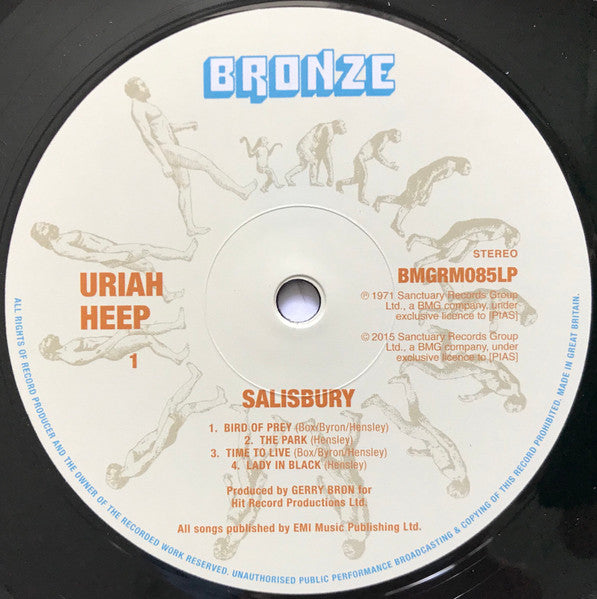 BRONZE
STEREO
URIAH
HEEP
1
BMGRM085LP
℗ 1971 Sanctuary Records Group
Ltd., a BMG company, under
exclusive licence to [PIAS]
© 2015 Sanctuary Records Group
Ltd., a BMG company, under
exclusive licence to [PIAS]
SALISBURY
1. BIRD OF PREY (Box/Byron/Hensley)
2. THE PARK (Hensley)
3. TIME TO LIVE (Box/Byron/Hensley)
4. LADY IN BLACK (Hensley)
Produced by GERRY BRON for
Hit Record Productions Ltd.
All songs published by EMI Music Publishing Ltd.
ALL RIGHTS OF RECORD PRODUCER AND THE OWNER OF THE RECORDED WORK RESERVED. UNAUTHORISED PUBLIC PERFORMANCE BROADCASTING & COPYING OF THIS RECORD PROHIBITED. MADE IN GREAT BRITAIN.